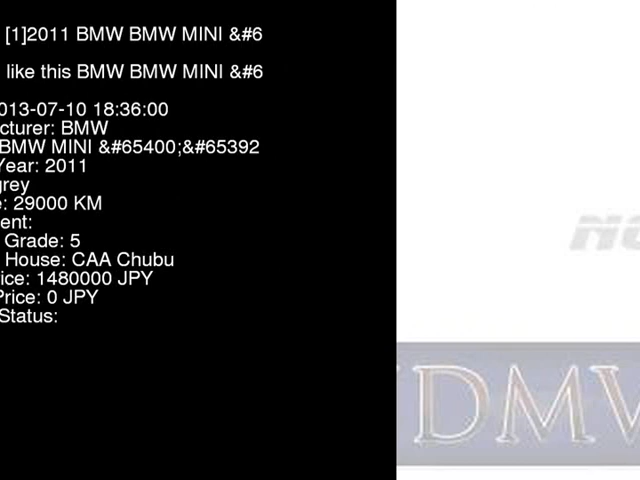 [1]2011 BMW BMW MINI &#6
like this BMW BMW MINI &#6
013-07-10 18:36:00
cturer: BMW
BMW MINI &#65400;&#65392
Year: 2011
grey
e: 29000 KM
ent:
Grade: 5
House: CAA Chubu
ice: 1480000 JPY
Price: 0 JPY
Status:
NO
DMV